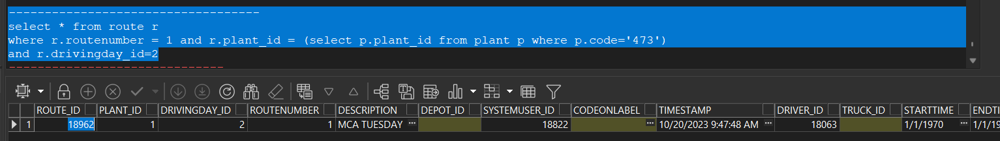 -----------------------------------
select * from route r
where r.routenumber = 1 and r.plant_id = (select p.plant_id from plant p where p.code='473')
and r.drivingday_id=2
------------------------------
ROUTE_ID PLANT_ID DRIVINGDAY_ID ROUTENUMBER DESCRIPTION DEPOT_ID SYSTEMUSER_ID CODEONLABEL TIMESTAMP DRIVER_ID TRUCK_ID STARTTIME ENDTI
1 18962 1 2 1 MCA TUESDAY ... 18822 ... 10/20/2023 9:47:48 AM ... 18063 1/1/1970 ... 1/1/19